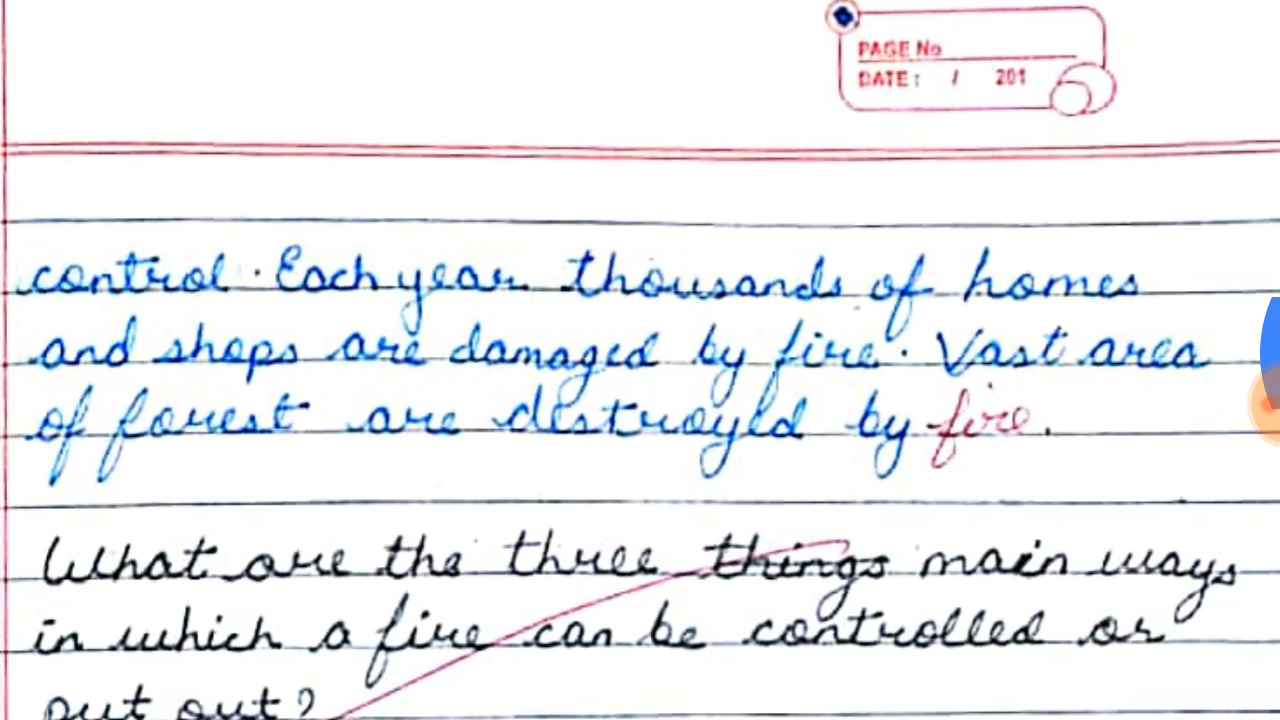 PAGE No
DATE: / 201
control. Each year thousands of homes
and shops are damaged by fire. Vast area
of forest are destroyed by fire.
What are the three things main ways
in which a fire can be controlled or
put out?